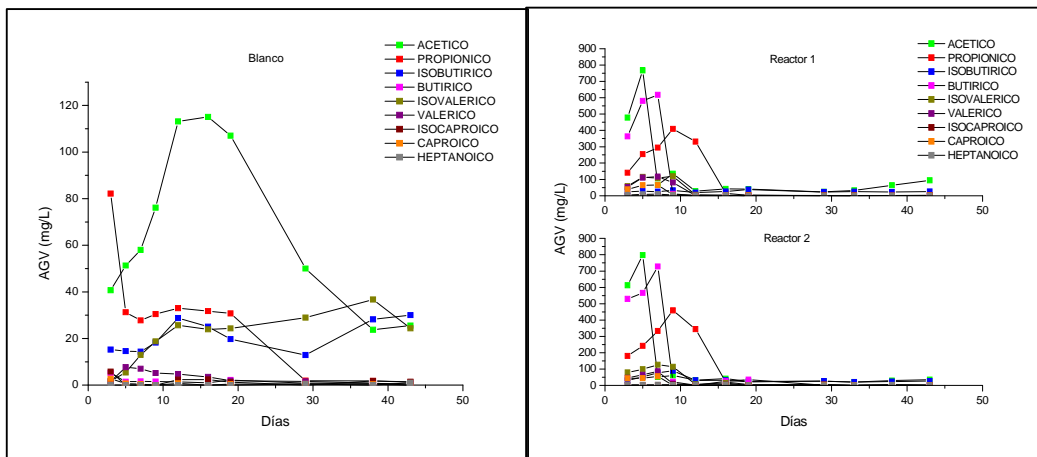 Blanco
ACETICO
PROPIONICO
ISOBUTIRICO
BUTIRICO
ISOVALERICO
VALERICO
ISOCAPROICO
CAPROICO
HEPTANOICO
AGV (mg/L)
120
100
80
60
40
20
0
0 10 20 30 40 50
Días
Reactor 1
ACETICO
PROPIONICO
ISOBUTIRICO
BUTIRICO
ISOVALERICO
VALERICO
ISOCAPROICO
CAPROICO
HEPTANOICO
AGV (mg/L)
900
800
700
600
500
400
300
200
100
0
0 10 20 30 40 50
Reactor 2
900
800
700
600
500
400
300
200
100
0
0 10 20 30 40 50
Días